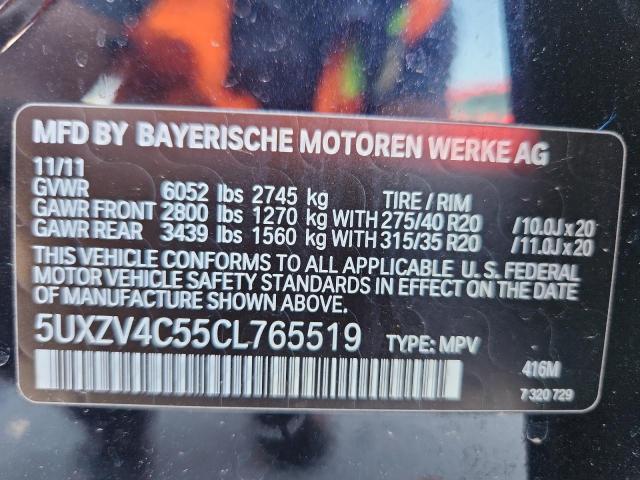 MFD BY BAYERISCHE MOTOREN WERKE AG
11/11
GVWR 6052 lbs 2745 kg TIRE / RIM
GAWR FRONT 2800 lbs 1270 kg WITH 275/40 R20 /10.0J x 20
GAWR REAR 3439 lbs 1560 kg WITH 315/35 R20 /11.0J x 20
THIS VEHICLE CONFORMS TO ALL APPLICABLE U. S. FEDERAL
MOTOR VEHICLE SAFETY STANDARDS IN EFFECT ON THE DATE
OF MANUFACTURE SHOWN ABOVE.
5UXZV4C55CL765519 TYPE: MPV
416M
7 320 729